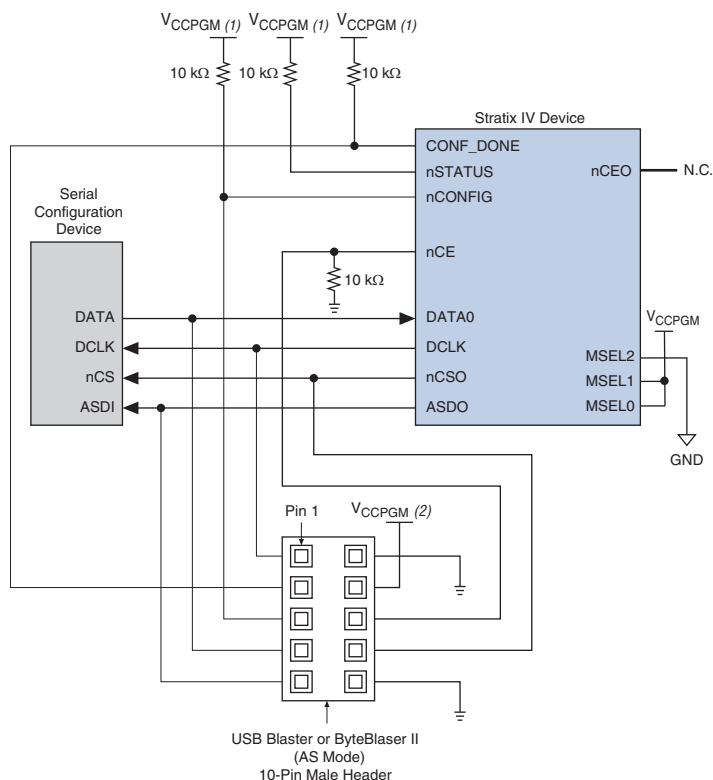 VCCPGM (1) VCCPGM (1) VCCPGM (1)
10 kΩ 10 kΩ 10 kΩ
Stratix IV Device
CONF_DONE
nSTATUS
nCONFIG
nCEO
N.C.
Serial
Configuration
Device
nCE
10 kΩ
DATA
DCLK
nCS
ASDI
DATA0
DCLK
nCSO
ASDO
VCCPGM
MSEL2
MSEL1
MSEL0
GND
Pin 1
VCCPGM (2)
USB Blaster or ByteBlaser II
(AS Mode)
10-Pin Male Header